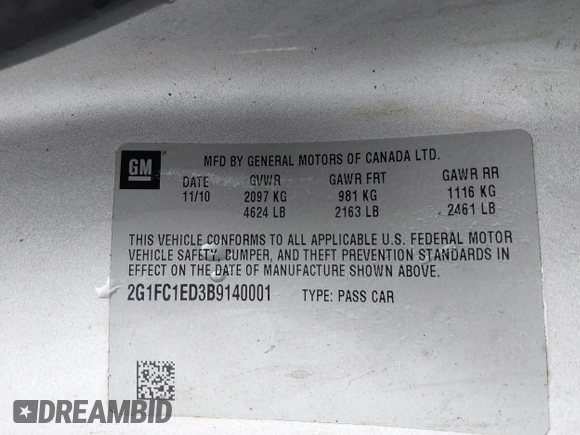 GM
MFD BY GENERAL MOTORS OF CANADA LTD.
DATE GVWR GAWR FRT GAWR RR
11/10 2097 KG 981 KG 1116 KG
4624 LB 2163 LB 2461 LB
THIS VEHICLE CONFORMS TO ALL APPLICABLE U.S. FEDERAL MOTOR
VEHICLE SAFETY, BUMPER, AND THEFT PREVENTION STANDARDS IN
EFFECT ON THE DATE OF MANUFACTURE SHOWN ABOVE.
2G1FC1ED3B9140001 TYPE: PASS CAR
DREAMBID